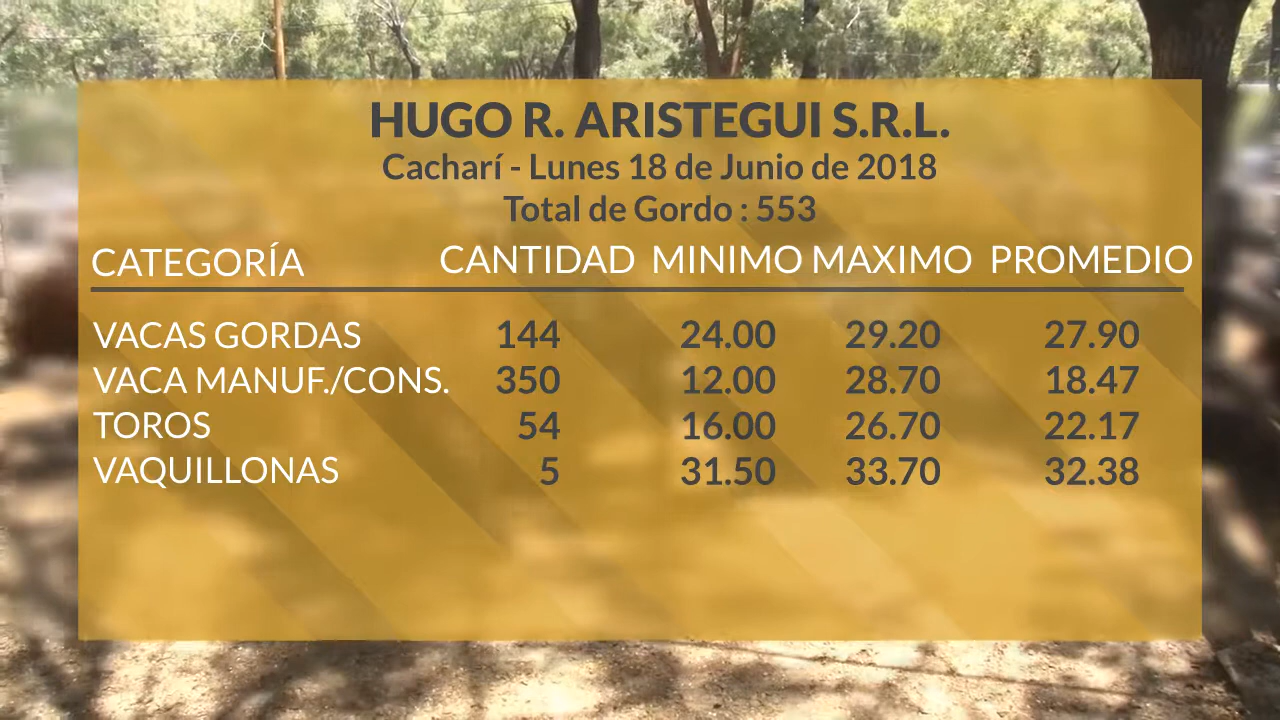 HUGO R. ARISTEGUI S.R.L.
Cacharí - Lunes 18 de Junio de 2018
Total de Gordo : 553
CATEGORÍA CANTIDAD MINIMO MAXIMO PROMEDIO
VACAS GORDAS 144 24.00 29.20 27.90
VACA MANUF./CONS. 350 12.00 28.70 18.47
TOROS 54 16.00 26.70 22.17
VAQUILLONAS 5 31.50 33.70 32.38